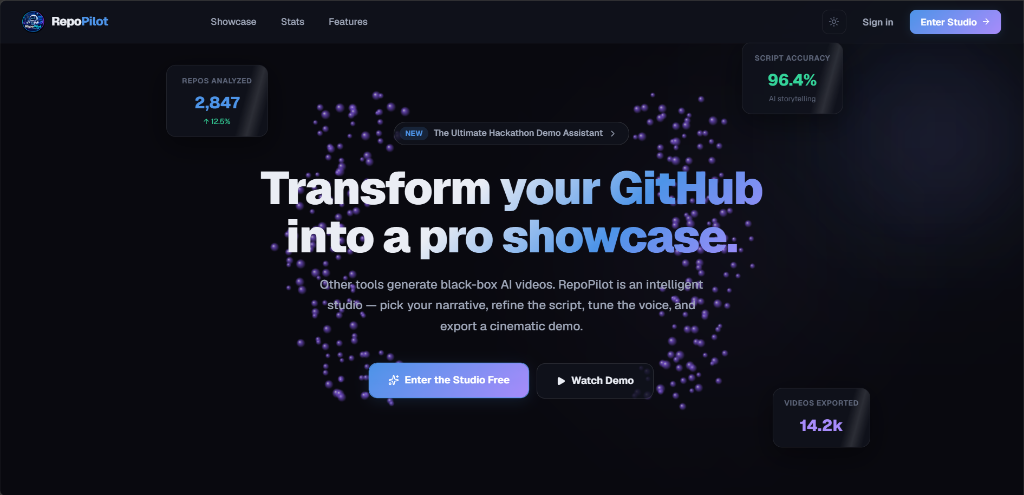 RepoPilot
Showcase
Stats
Features
Sign in
Enter Studio →
REPOS ANALYZED
2,847
↑ 12.5%
SCRIPT ACCURACY
96.4%
AI storytelling
NEW The Ultimate Hackathon Demo Assistant >
Transform your GitHub
into a pro showcase.
Other tools generate black-box AI videos. RepoPilot is an intelligent
studio — pick your narrative, refine the script, tune the voice, and
export a cinematic demo.
Enter the Studio Free
Watch Demo
VIDEOS EXPORTED
14.2k